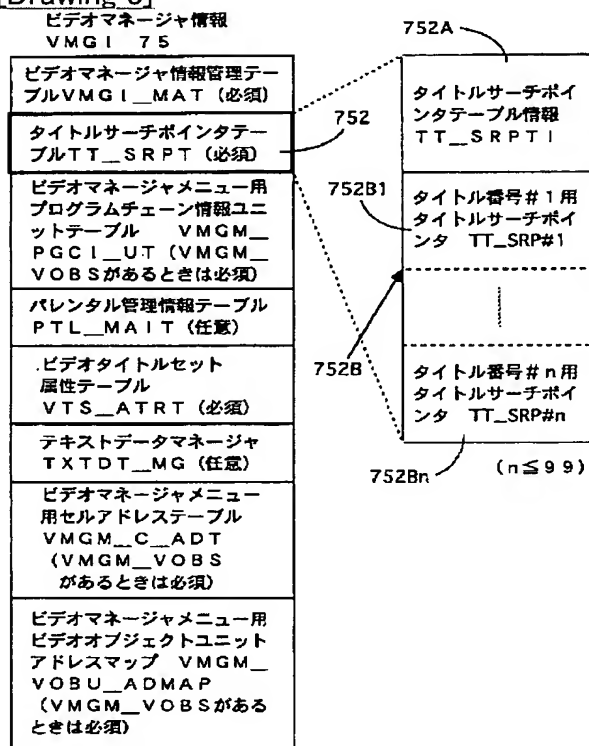 ビデオマネージャ情報
VMGI 75
ビデオマネージャ情報管理テー
ブルVMGI__MAT (必須)
タイトルサーチポインタテー
ブルTT__SRPT (必須)
ビデオマネージャメニュー用
プログラムチェーン情報ユニ
ットテーブル VMGM__
PGCI__UT (VMGM__
VOBSがあるときは必須)
パレンタル管理情報テーブル
PTL__MAIT (任意)
ビデオタイトルセット
属性テーブル
VTS__ATRT (必須)
テキストデータマネージャ
TXTDT__MG (任意)
ビデオマネージャメニュー
用セルアドレステーブル
VMGM__C__ADT
(VMGM__VOBS
があるときは必須)
ビデオマネージャメニュー用
ビデオオブジェクトユニット
アドレスマップ VMGM__
VOBU__ADMAP
(VMGM__VOBSがある
ときは必須)
752
752A
タイトルサーチポイ
ンタテーブル情報
TT__SRPTI
752B1
タイトル番号#1用
タイトルサーチポイ
ンタ TT_SRP#1
752B
タイトル番号#n用
タイトルサーチポイ
ンタ TT_SRP#n
752Bn
(n≦99)